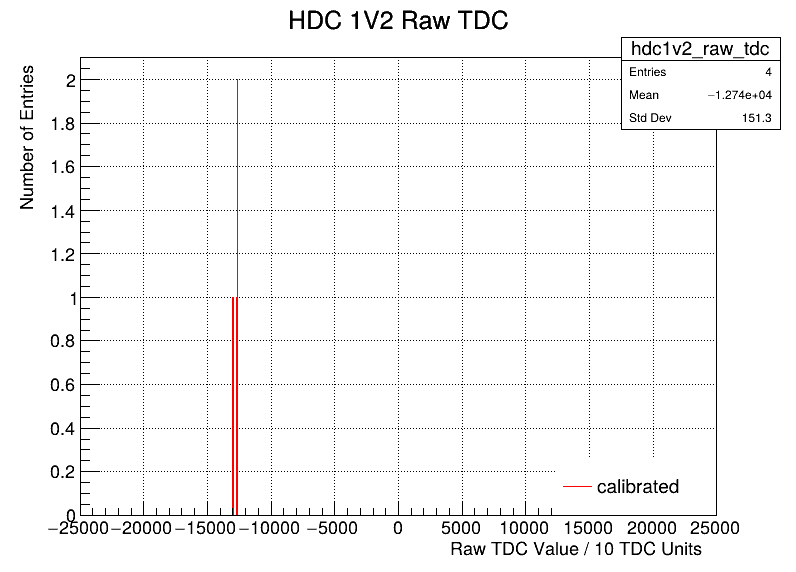 HDC 1V2 Raw TDC
hdc1v2_raw_tdc
Entries 4
Mean −1.274e+04
Std Dev 151.3
Number of Entries
2
1.8
1.6
1.4
1.2
1
0.8
0.6
0.4
0.2
0
calibrated
−25000 −20000 −15000 −10000 −5000 0 5000 10000 15000 20000 25000
Raw TDC Value / 10 TDC Units